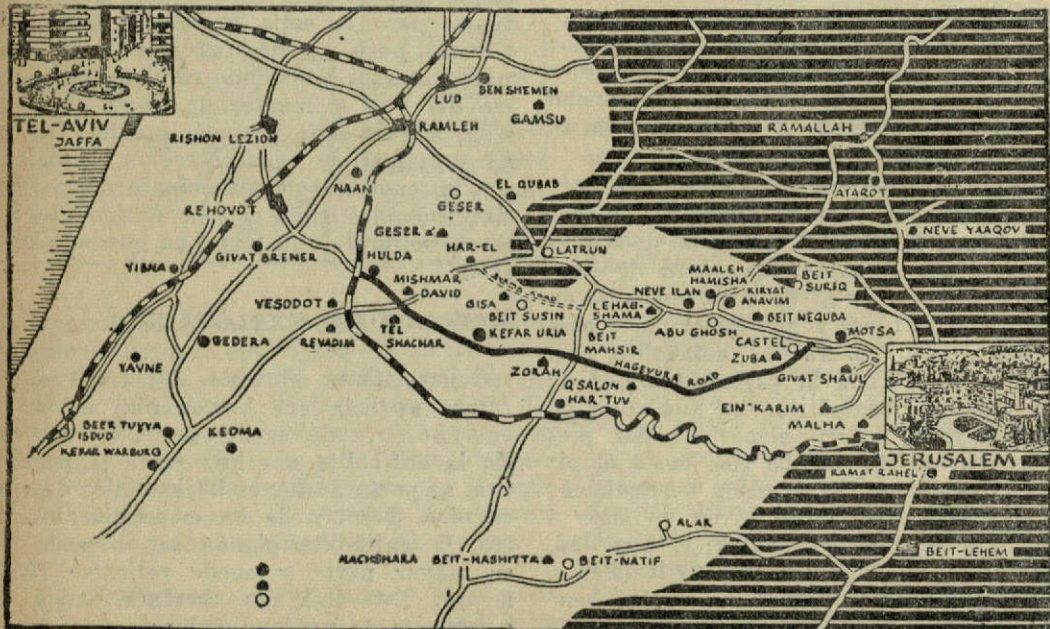 TEL-AVIV
JAFFA
RISHON LEZION
LUD
BEN SHEMEN
GAMSU
RAMLEH
RAMALLAH
ATAROT
NAAN
GESER
EL QUBAB
REHOVOT
NEVE YAAQOV
GESER
HAR-EL
LATRUN
GIVAT BRENER
HULDA
YIBNA
MISHMAR
DAVID
MAALEH
HAMISHA
BEIT
SURIQ
NEVE ILAN
KIRYAT
ANAVIM
YESODOT
GISA
BEIT SUSIN
LEHAG-
SHAMA
BEIT NEQUBA
TEL
SHACHAR
REVADIM
KEFAR URIA
BEIT
MAHSIR
ABU GHOSH
CASTEL
MOTSA
GEDERA
ZUBA
YAVNE
ZORAH
HAGEVURA ROAD
GIVAT SHAUL
Q'SALON
HAR-TUV
EIN KARIM
BEER TUVYA
ISDUD
KEDMA
MALHA
KEFAR WARBURG
JERUSALEM
RAMAT RAHEL
ALAR
BEIT-LEHEM
MACHSHARA
BEIT-HASHITTA
BEIT-NATIF